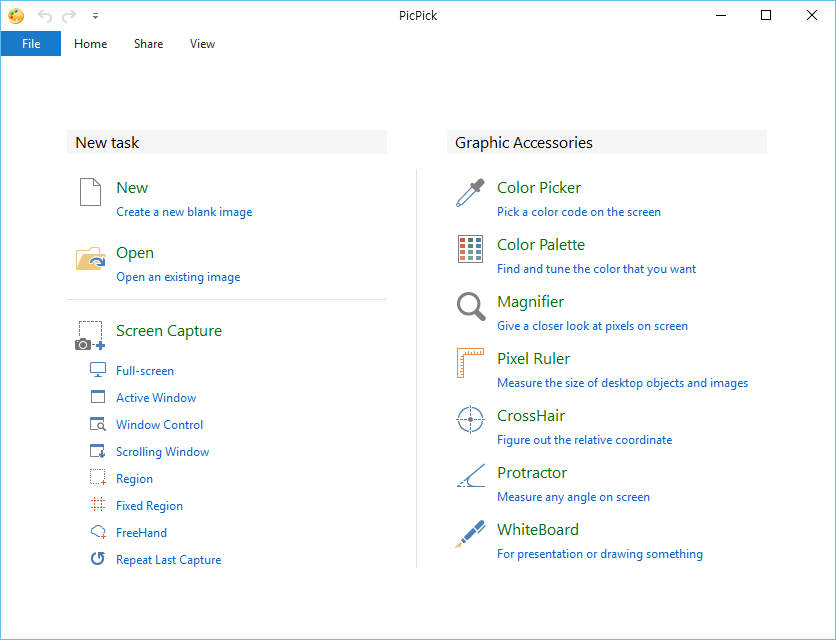 PicPick
File Home Share View
New task
New
Create a new blank image
Open
Open an existing image
Screen Capture
Full-screen
Active Window
Window Control
Scrolling Window
Region
Fixed Region
FreeHand
Repeat Last Capture
Graphic Accessories
Color Picker
Pick a color code on the screen
Color Palette
Find and tune the color that you want
Magnifier
Give a closer look at pixels on screen
Pixel Ruler
Measure the size of desktop objects and images
CrossHair
Figure out the relative coordinate
Protractor
Measure any angle on screen
WhiteBoard
For presentation or drawing something